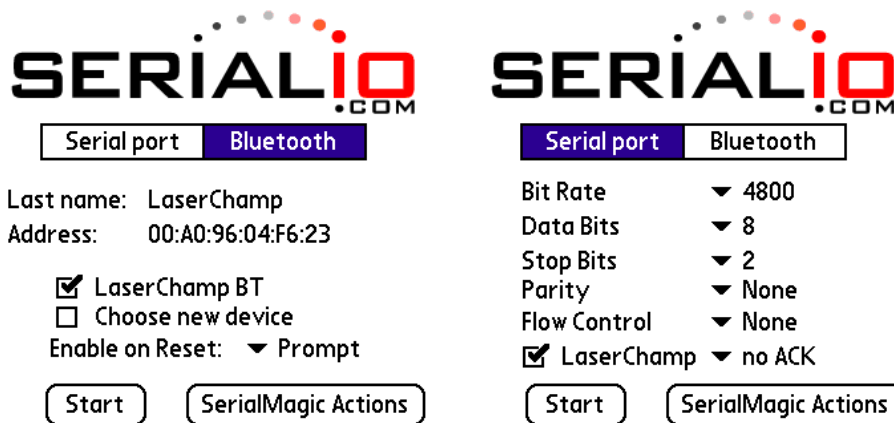 SERIALIO
.COM
Serial port Bluetooth
Last name: LaserChamp
Address: 00:A0:96:04:F6:23
LaserChamp BT
Choose new device
Enable on Reset: Prompt
Start SerialMagic Actions
SERIALIO
.COM
Serial port Bluetooth
Bit Rate 4800
Data Bits 8
Stop Bits 2
Parity None
Flow Control None
LaserChamp no ACK
Start SerialMagic Actions